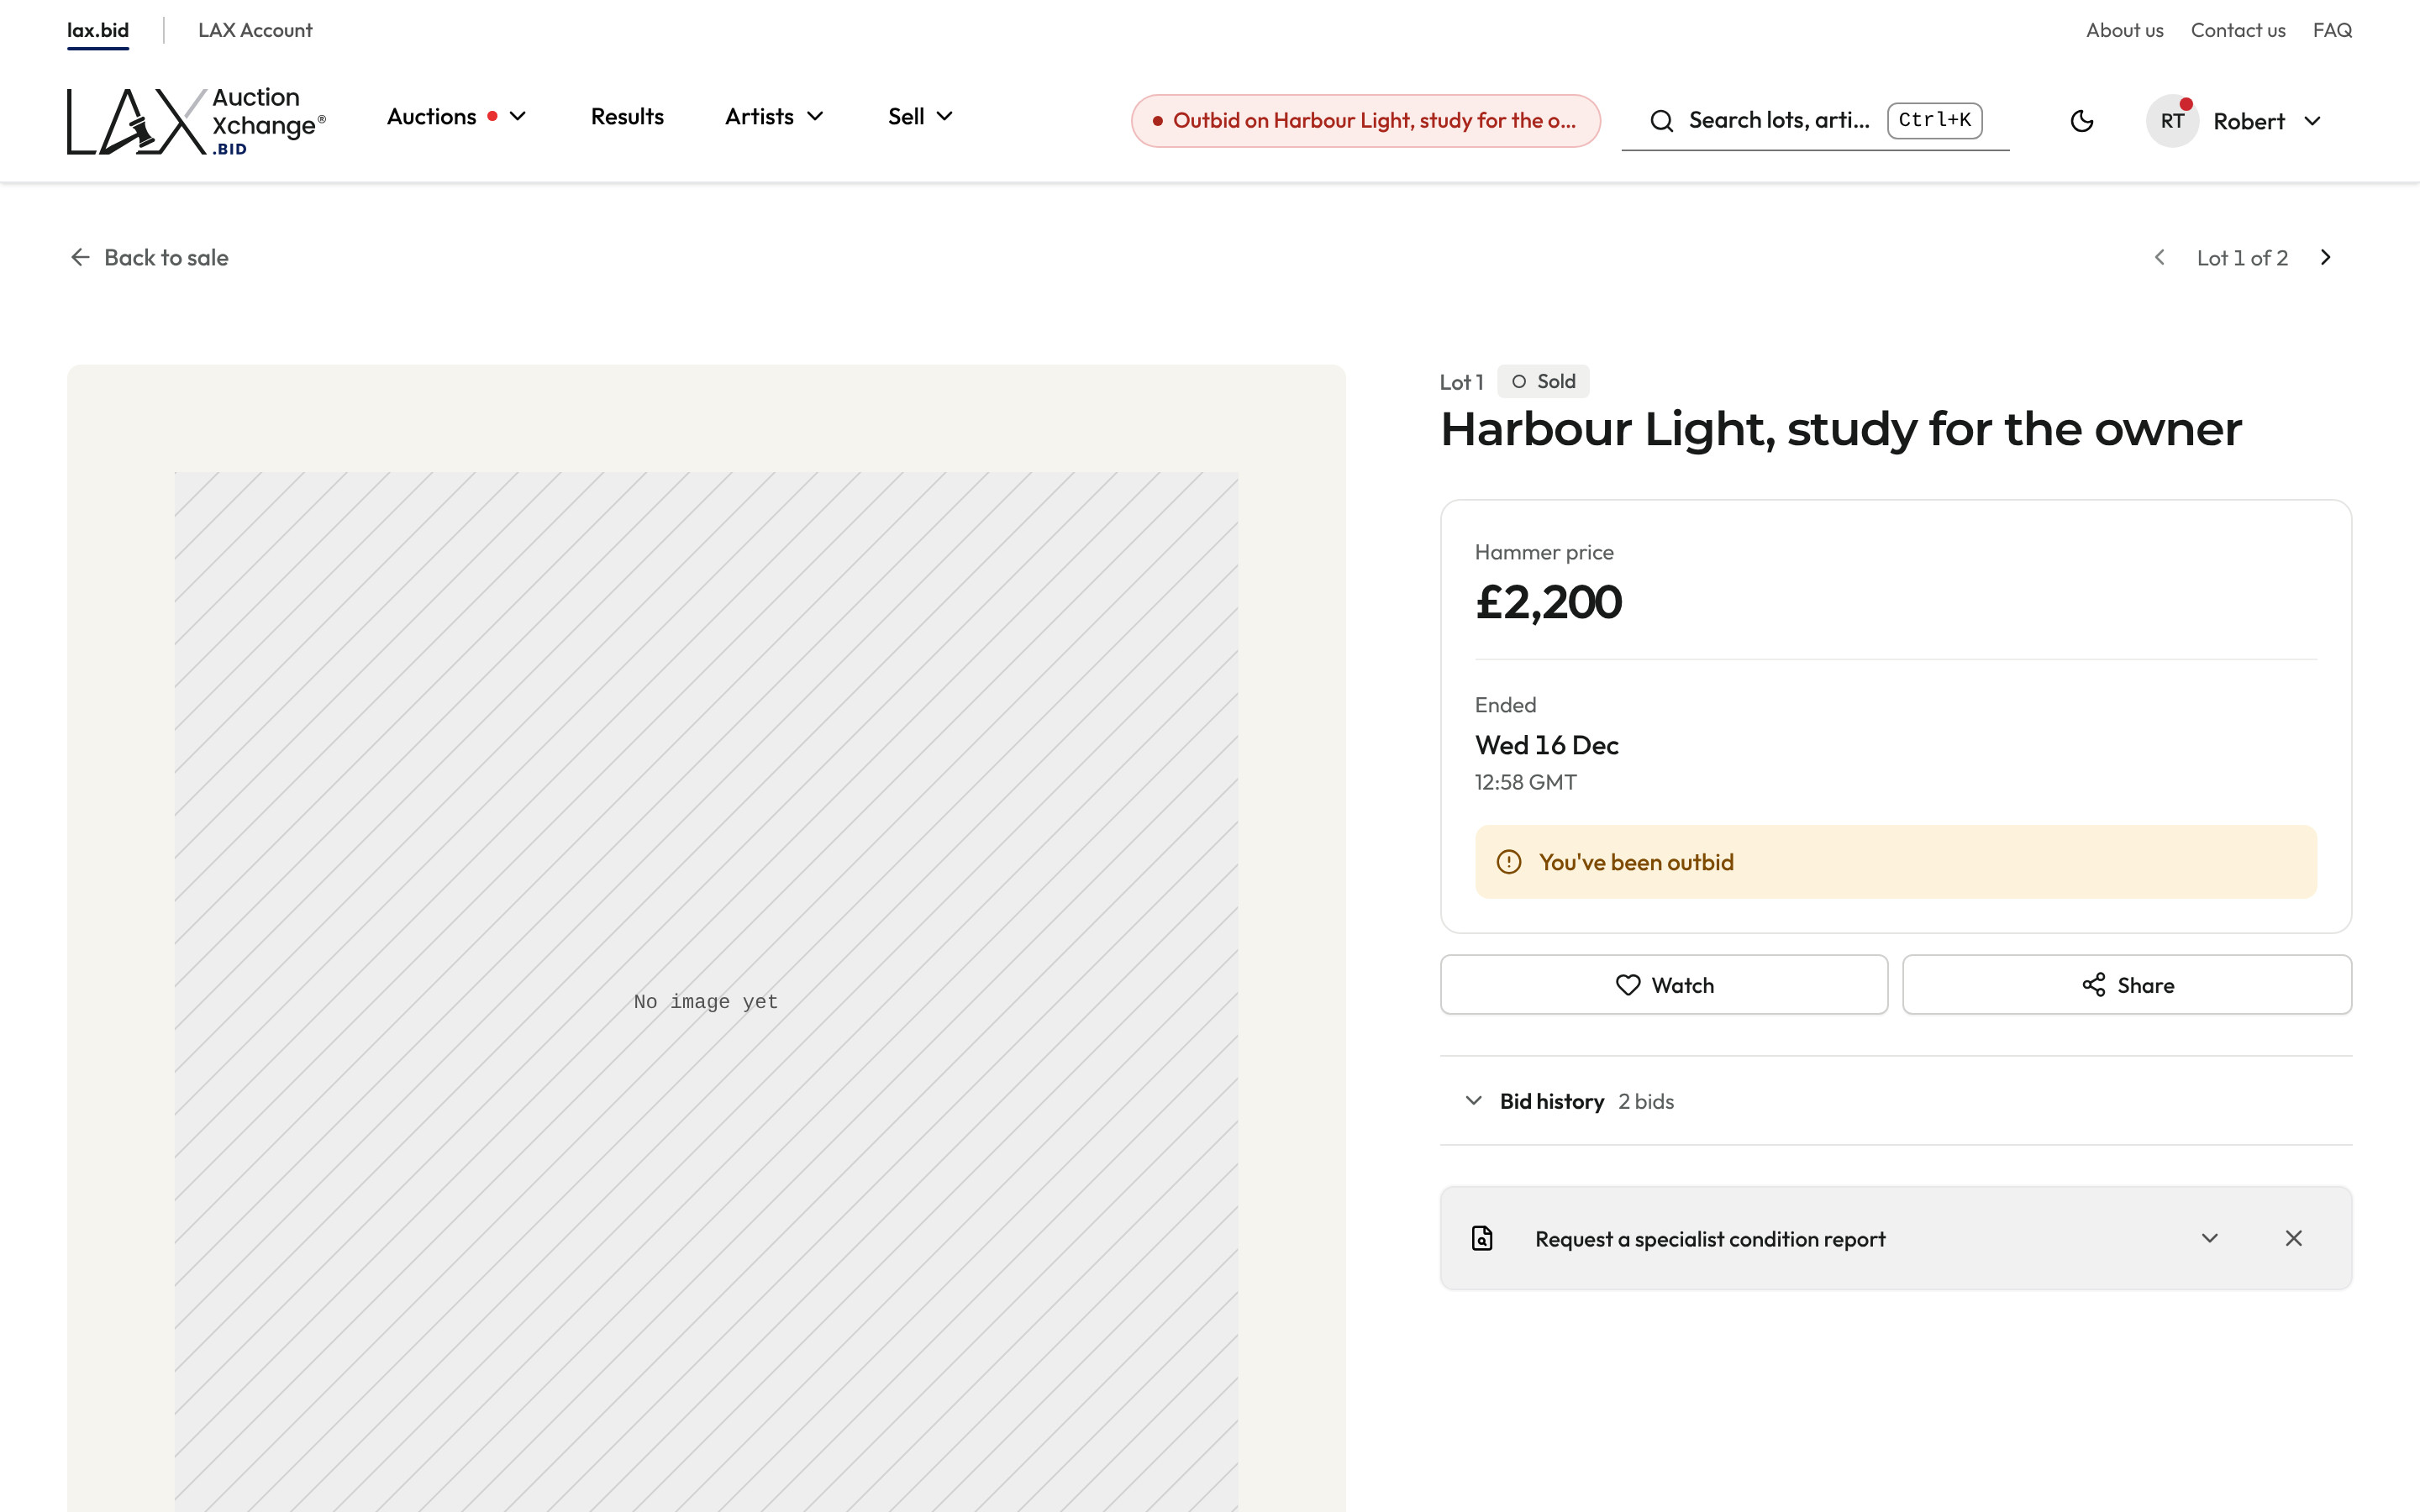 lax.bid
LAX Account
About us
Contact us
FAQ
LAX Auction
Xchange®
.BID
Auctions
Results
Artists
Sell
Outbid on Harbour Light, study for the o...
Search lots, arti...
Ctrl+K
RT
Robert
Back to sale
Lot 1 of 2
No image yet
Lot 1
Sold
Harbour Light, study for the owner
Hammer price
£2,200
Ended
Wed 16 Dec
12:58 GMT
You've been outbid
Watch
Share
Bid history 2 bids
Request a specialist condition report